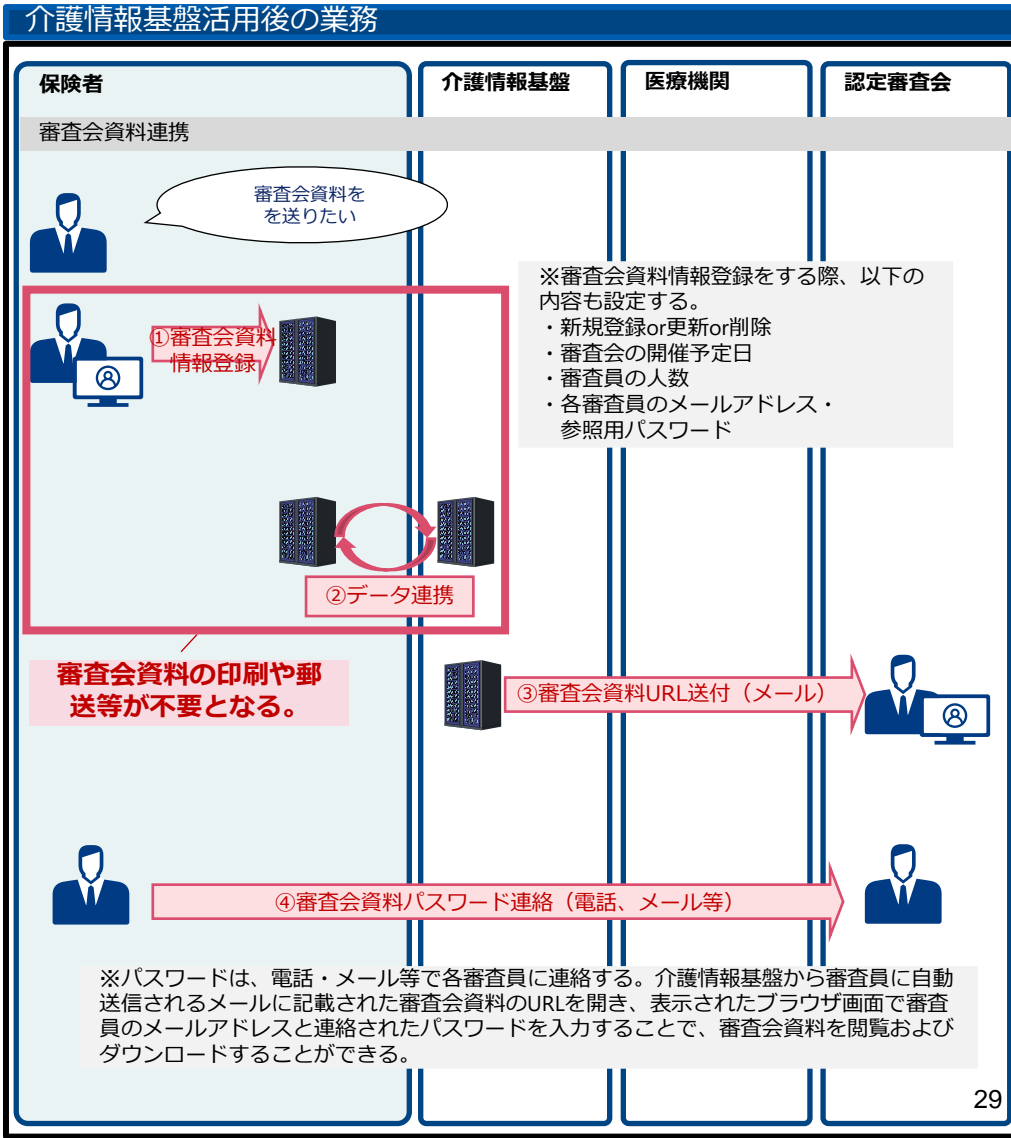 介護情報基盤活用後の業務
保険者
介護情報基盤
医療機関
認定審査会
審査会資料連携
審査会資料を
を送りたい
※審査会資料情報登録をする際、以下の
内容も設定する。
・新規登録or更新or削除
・審査会の開催予定日
・審査員の人数
・各審査員のメールアドレス・
参照用パスワード
①審査会資料
情報登録
②データ連携
審査会資料の印刷や郵
送等が不要となる。
③審査会資料URL送付（メール）
④審査会資料パスワード連絡（電話、メール等）
※パスワードは、電話・メール等で各審査員に連絡する。介護情報基盤から審査員に自動
送信されるメールに記載された審査会資料のURLを開き、表示されたブラウザ画面で審査
員のメールアドレスと連絡されたパスワードを入力することで、審査会資料を閲覧および
ダウンロードすることができる。
29